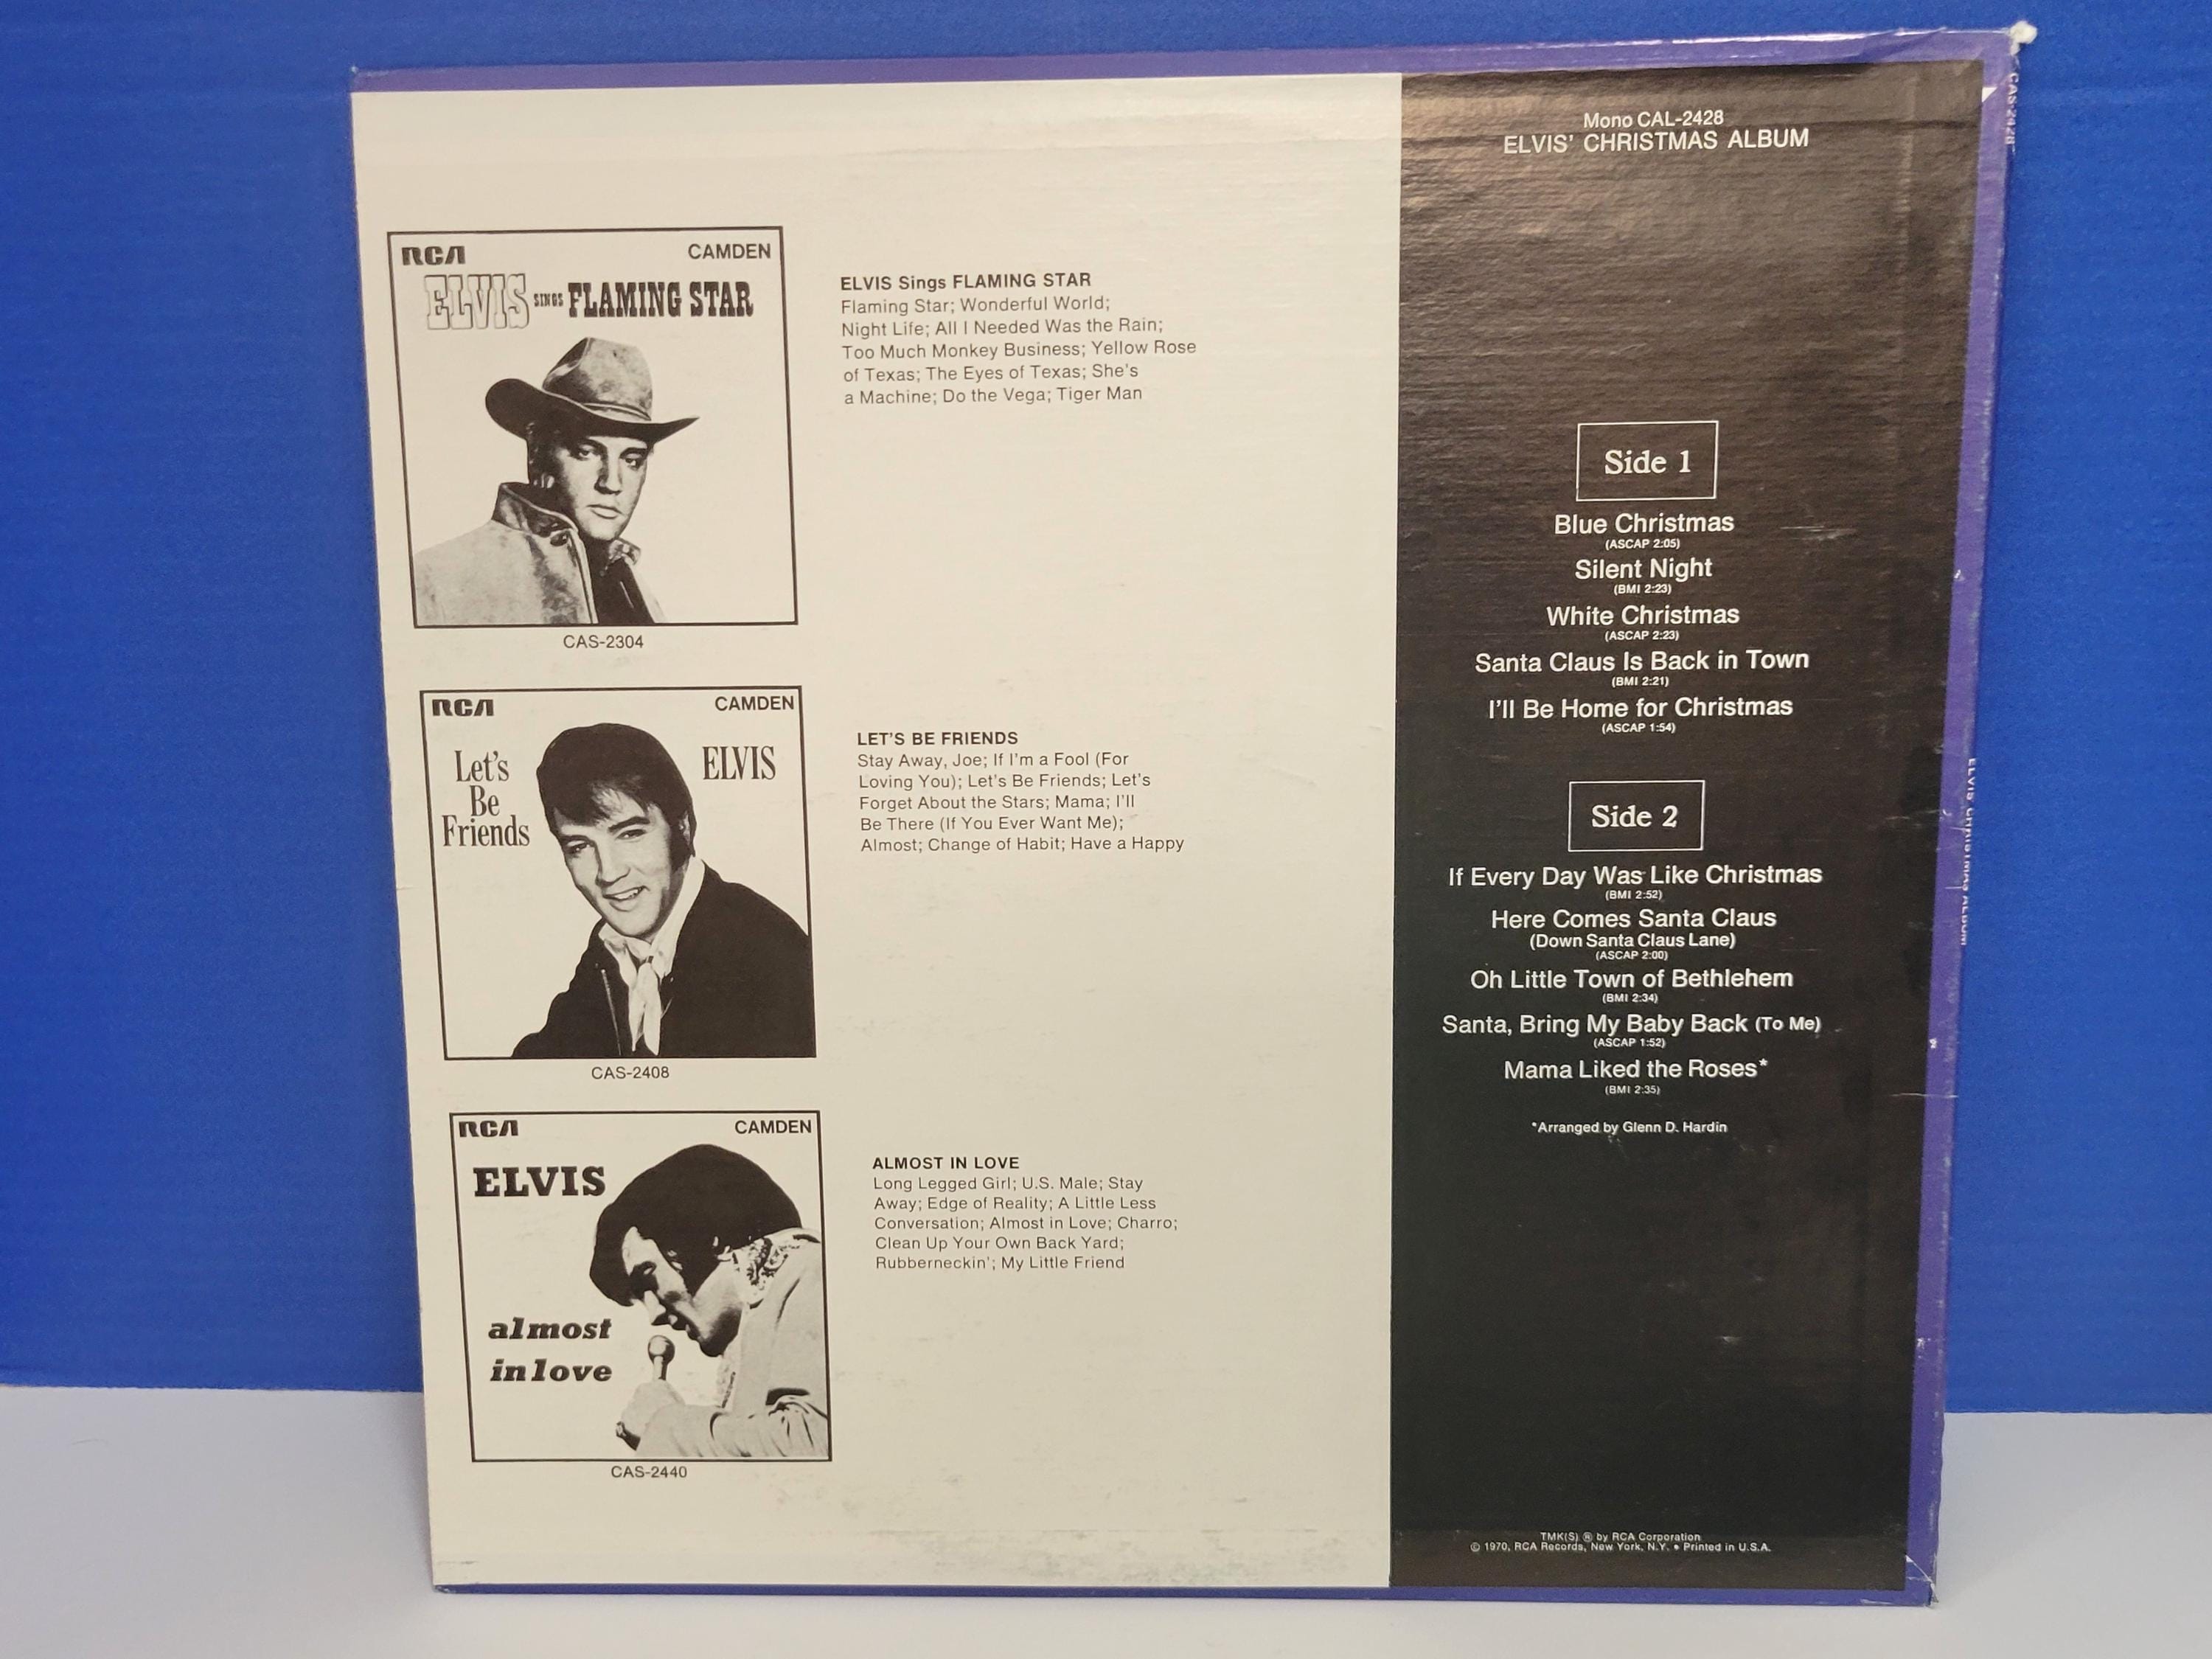 RCA
CAMDEN
ELVIS SINGS FLAMING STAR
CAS-2304
ELVIS Sings FLAMING STAR
Flaming Star; Wonderful World;
Night Life; All I Needed Was the Rain;
Too Much Monkey Business; Yellow Rose
of Texas; The Eyes of Texas; She's
a Machine; Do the Vega; Tiger Man
RCA
CAMDEN
Let's
Be
Friends
ELVIS
CAS-2408
LET'S BE FRIENDS
Stay Away, Joe; If I'm a Fool (For
Loving You); Let's Be Friends; Let's
Forget About the Stars; Mama; I'll
Be There (If You Ever Want Me);
Almost; Change of Habit; Have a Happy
RCA
CAMDEN
ELVIS
almost
in love
CAS-2440
ALMOST IN LOVE
Long Legged Girl; U.S. Male; Stay
Away; Edge of Reality; A Little Less
Conversation; Almost in Love; Charro;
Clean Up Your Own Back Yard;
Rubberneckin'; My Little Friend
Mono CAL-2428
ELVIS' CHRISTMAS ALBUM
Side 1
Blue Christmas
(ASCAP 2:05)
Silent Night
(BMI 2:23)
White Christmas
(ASCAP 2:23)
Santa Claus Is Back in Town
(BMI 2:21)
I'll Be Home for Christmas
(ASCAP 1:54)
Side 2
If Every Day Was Like Christmas
(BMI 2:52)
Here Comes Santa Claus
(Down Santa Claus Lane)
(ASCAP 2:00)
Oh Little Town of Bethlehem
(BMI 2:34)
Santa, Bring My Baby Back (To Me)
(ASCAP 1:52)
Mama Liked the Roses*
(BMI 2:35)
*Arranged by Glenn D. Hardin
TMK(S) ® by RCA Corporation
© 1970, RCA Records, New York, N.Y. • Printed in U.S.A.
CAS-2428
ELVIS' CHRISTMAS ALBUM